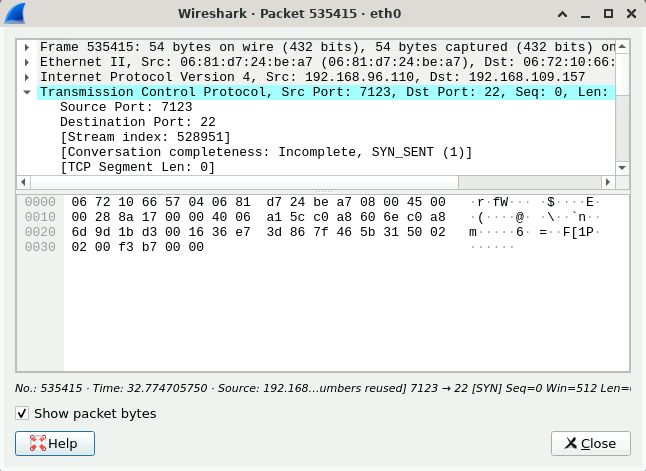 Wireshark · Packet 535415 · eth0
Frame 535415: 54 bytes on wire (432 bits), 54 bytes captured (432 bits) on
Ethernet II, Src: 06:81:d7:24:be:a7 (06:81:d7:24:be:a7), Dst: 06:72:10:66:
Internet Protocol Version 4, Src: 192.168.96.110, Dst: 192.168.109.157
Transmission Control Protocol, Src Port: 7123, Dst Port: 22, Seq: 0, Len:
Source Port: 7123
Destination Port: 22
[Stream index: 528951]
[Conversation completeness: Incomplete, SYN_SENT (1)]
[TCP Segment Len: 0]
0000 06 72 10 66 57 04 06 81 d7 24 be a7 08 00 45 00 ·r·fW··· ·$····E·
0010 00 28 8a 17 00 00 40 06 a1 5c c0 a8 60 6e c0 a8 ·(····@· ·\··`n··
0020 6d 9d 1b d3 00 16 36 e7 3d 86 7f 46 5b 31 50 02 m·····6· =··F[1P·
0030 02 00 f3 b7 00 00 ······
No.: 535415 · Time: 32.774705750 · Source: 192.168…umbers reused] 7123 → 22 [SYN] Seq=0 Win=512 Len=
Show packet bytes
Help
Close